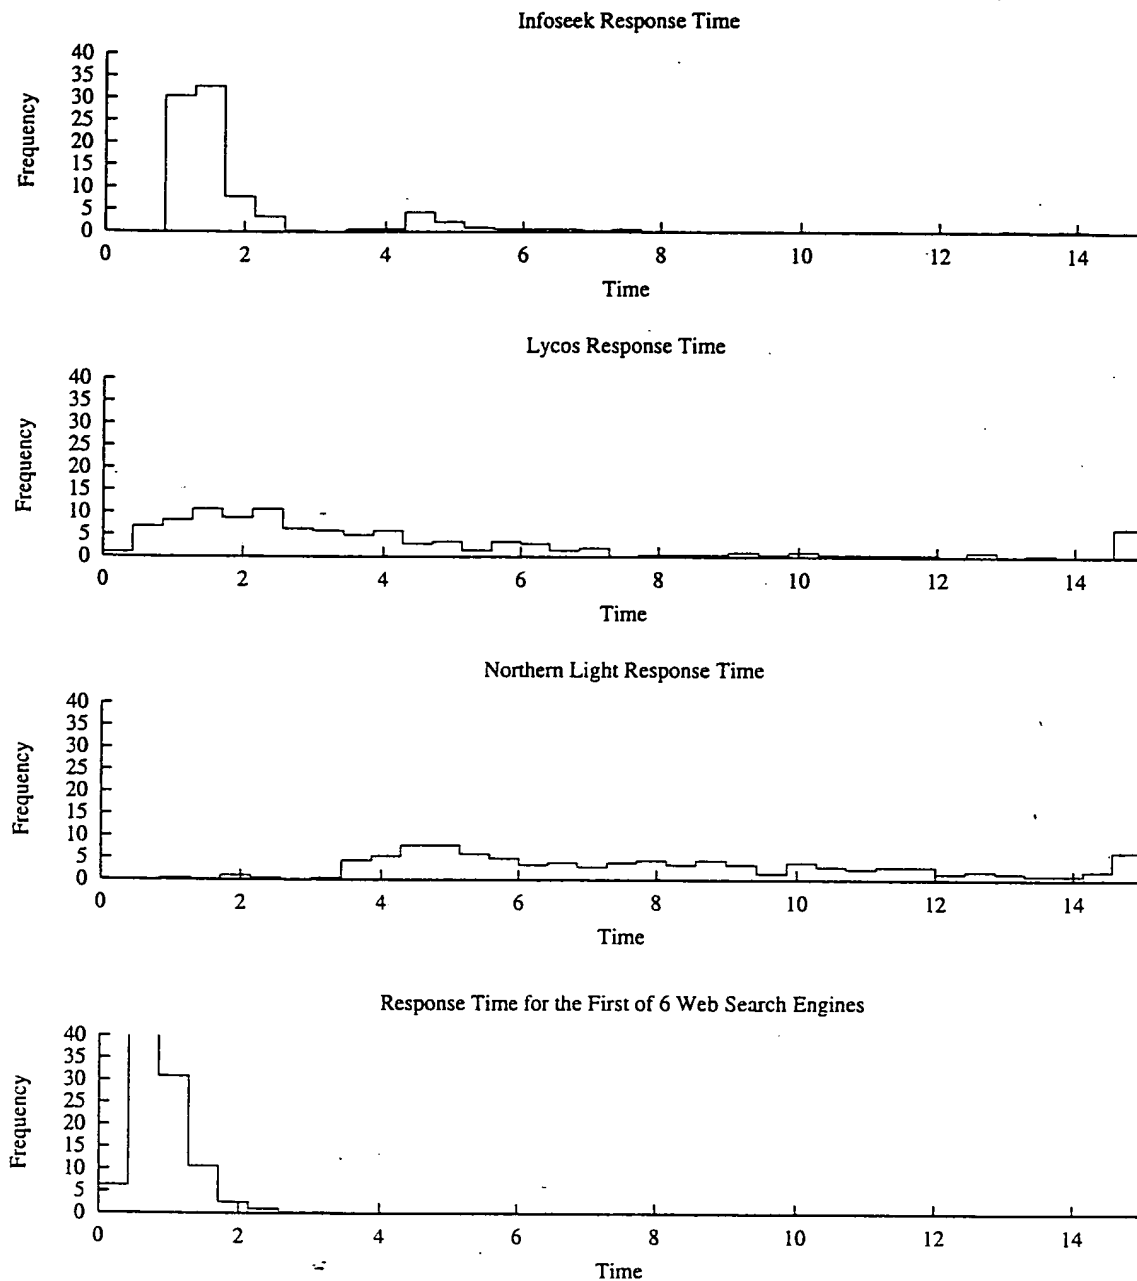 Infoseek Response Time
40
35
30
25
20
15
10
5
0
Frequency
0 2 4 6 8 10 12 14
Time
Lycos Response Time
40
35
30
25
20
15
10
5
0
Frequency
0 2 4 6 8 10 12 14
Time
Northern Light Response Time
40
35
30
25
20
15
10
5
0
Frequency
0 2 4 6 8 10 12 14
Time
Response Time for the First of 6 Web Search Engines
40
35
30
25
20
15
10
5
0
Frequency
0 2 4 6 8 10 12 14
Time